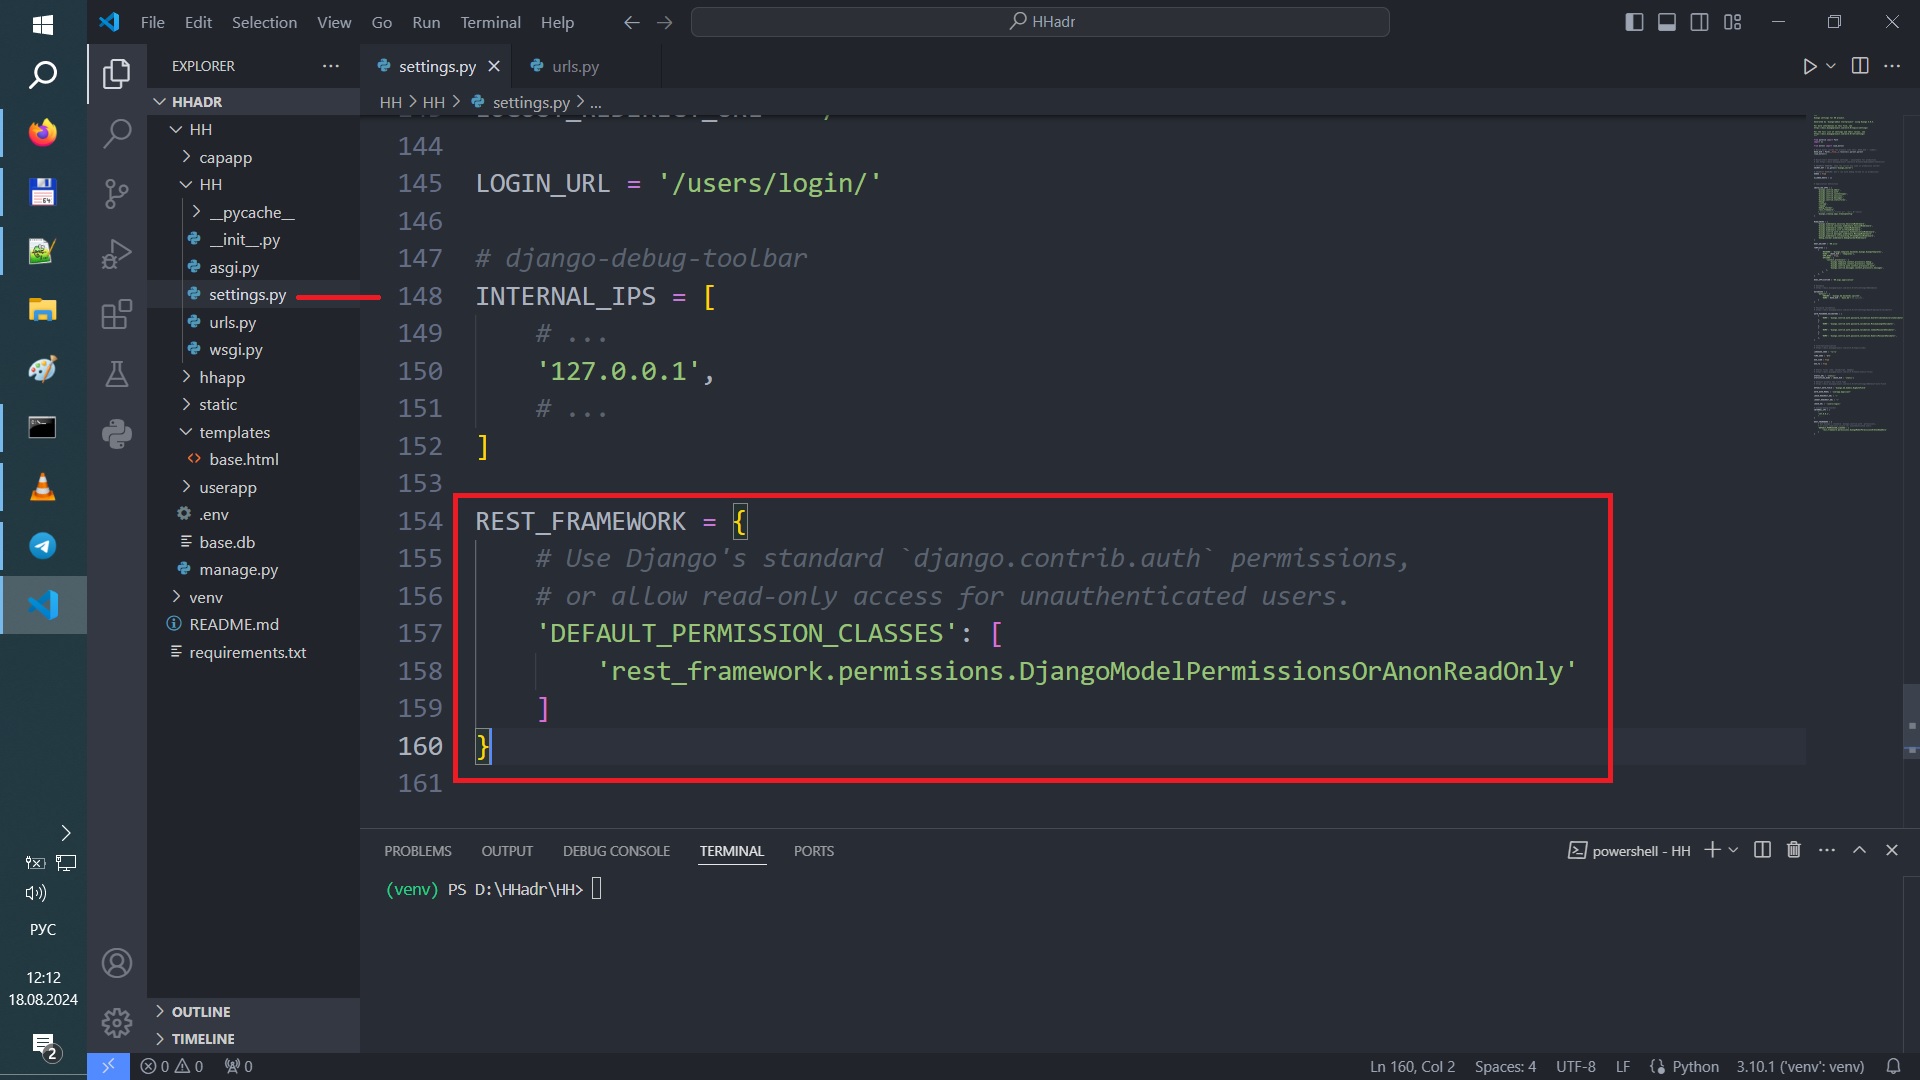 File Edit Selection View Go Run Terminal Help
HHadr
EXPLORER
HHADR
HH
capapp
HH
__pycache__
__init__.py
asgi.py
settings.py
urls.py
wsgi.py
hhapp
static
templates
base.html
userapp
.env
base.db
manage.py
venv
README.md
requirements.txt
OUTLINE
TIMELINE
settings.py urls.py
HH > HH > settings.py > ...
144
145 LOGIN_URL = '/users/login/'
146
147 # django-debug-toolbar
148 INTERNAL_IPS = [
149 # ...
150 '127.0.0.1',
151 # ...
152 ]
153
154 REST_FRAMEWORK = {
155 # Use Django's standard `django.contrib.auth` permissions,
156 # or allow read-only access for unauthenticated users.
157 'DEFAULT_PERMISSION_CLASSES': [
158 'rest_framework.permissions.DjangoModelPermissionsOrAnonReadOnly'
159 ]
160 }
161
PROBLEMS OUTPUT DEBUG CONSOLE TERMINAL PORTS
powershell - HH
(venv) PS D:\HHadr\HH>
64
РУС
12:12
18.08.2024
2
0 0 0
Ln 160, Col 2 Spaces: 4 UTF-8 LF Python 3.10.1 ('venv': venv)